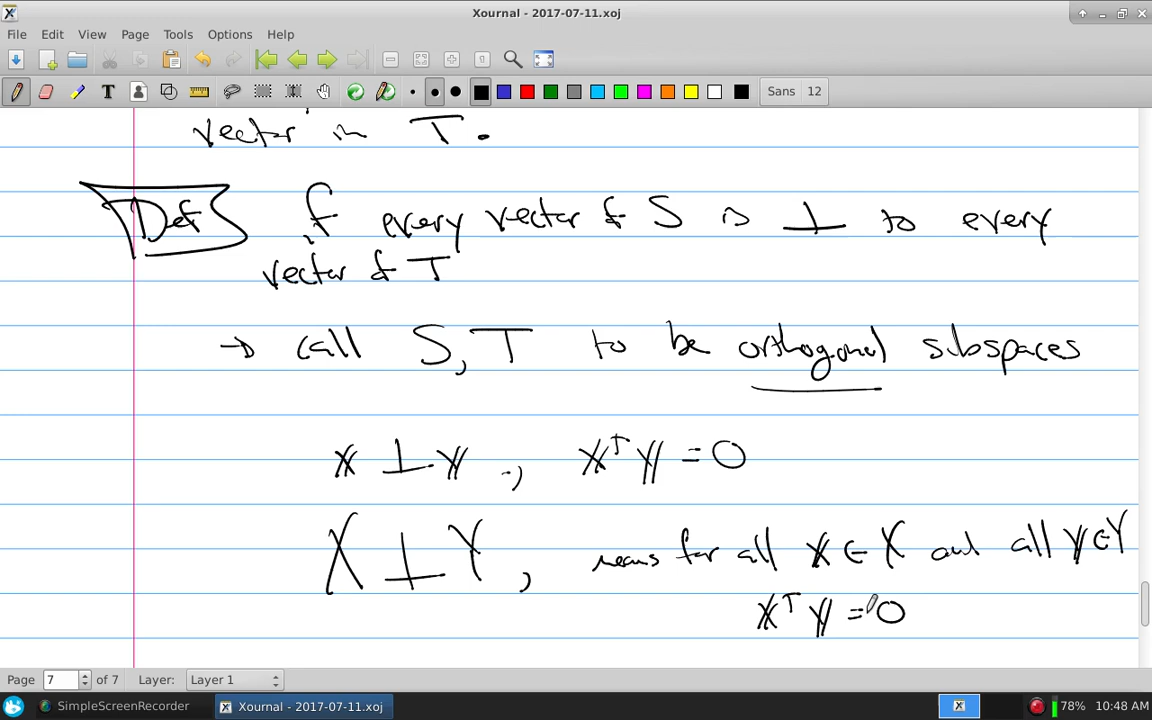 Xournal - 2017-07-11.xoj
File Edit View Page Tools Options Help
Sans 12
vector in T.
Def If every vector of S is ⊥ to every
vector of T
→ call S, T to be orthogonal subspaces
x ⊥ y , xᵀy = 0
X ⊥ Y , means for all x ∈ X and all y ∈ Y
xᵀy = 0
Page 7 of 7 Layer: Layer 1
SimpleScreenRecorder Xournal - 2017-07-11.xoj 78% 10:48 AM